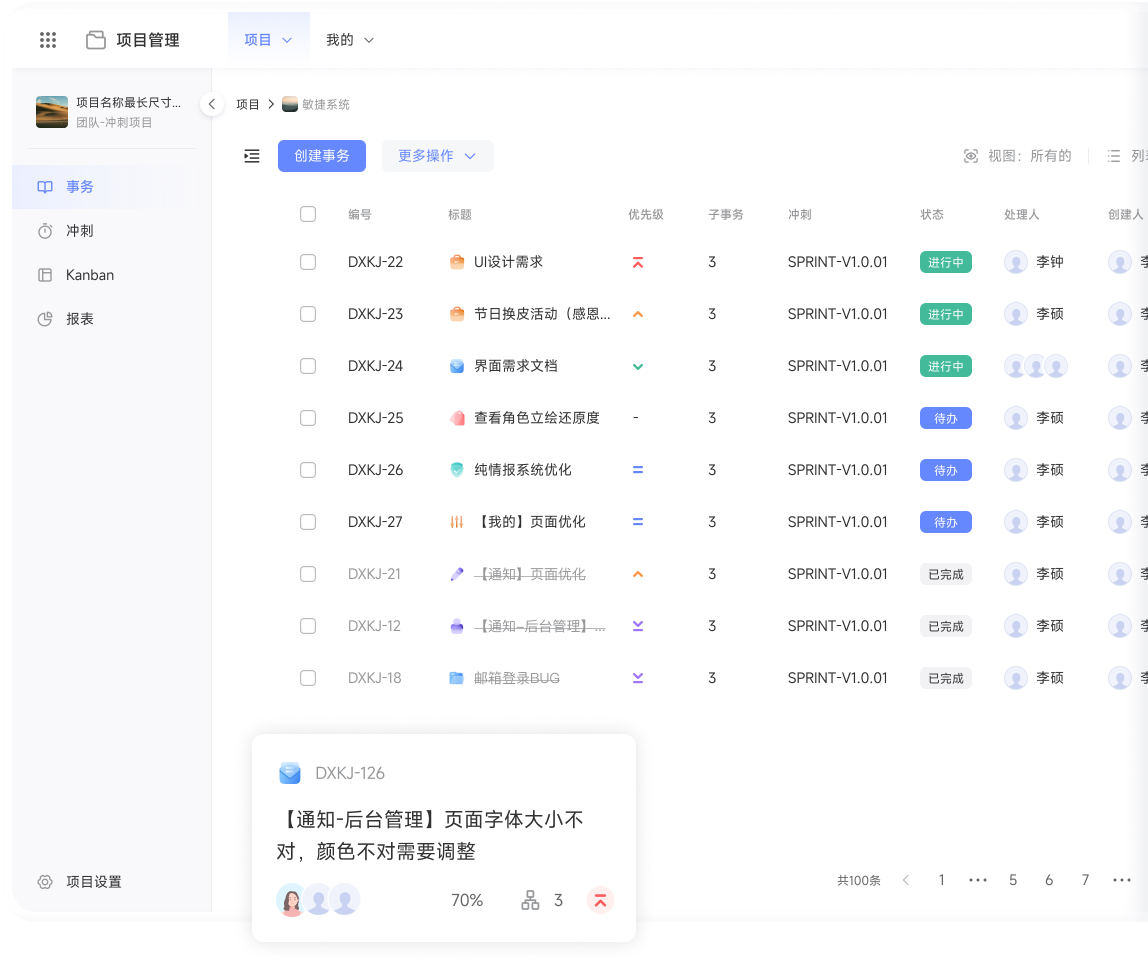 项目管理 项目 我的
项目名称最长尺寸...
团队-冲刺项目
项目 敏捷系统
创建事务 更多操作 视图：所有的
事务
冲刺
Kanban
报表
项目设置
编号 标题 优先级 子事务 冲刺 状态 处理人 创建人
DXKJ-22 UI设计需求 3 SPRINT-V1.0.01 进行中 李钟
DXKJ-23 节日换皮活动（感恩... 3 SPRINT-V1.0.01 进行中 李硕
DXKJ-24 界面需求文档 3 SPRINT-V1.0.01 进行中
DXKJ-25 查看角色立绘还原度 - 3 SPRINT-V1.0.01 待办 李硕
DXKJ-26 纯情报系统优化 3 SPRINT-V1.0.01 待办 李硕
DXKJ-27 【我的】页面优化 3 SPRINT-V1.0.01 待办 李硕
DXKJ-21 【通知】页面优化 3 SPRINT-V1.0.01 已完成 李硕
DXKJ-12 【通知-后台管理】... 3 SPRINT-V1.0.01 已完成 李硕
DXKJ-18 邮箱登录BUG 3 SPRINT-V1.0.01 已完成 李硕
DXKJ-126
【通知-后台管理】页面字体大小不
对，颜色不对需要调整
70% 3
共100条 1 ••• 5 6 7 •••